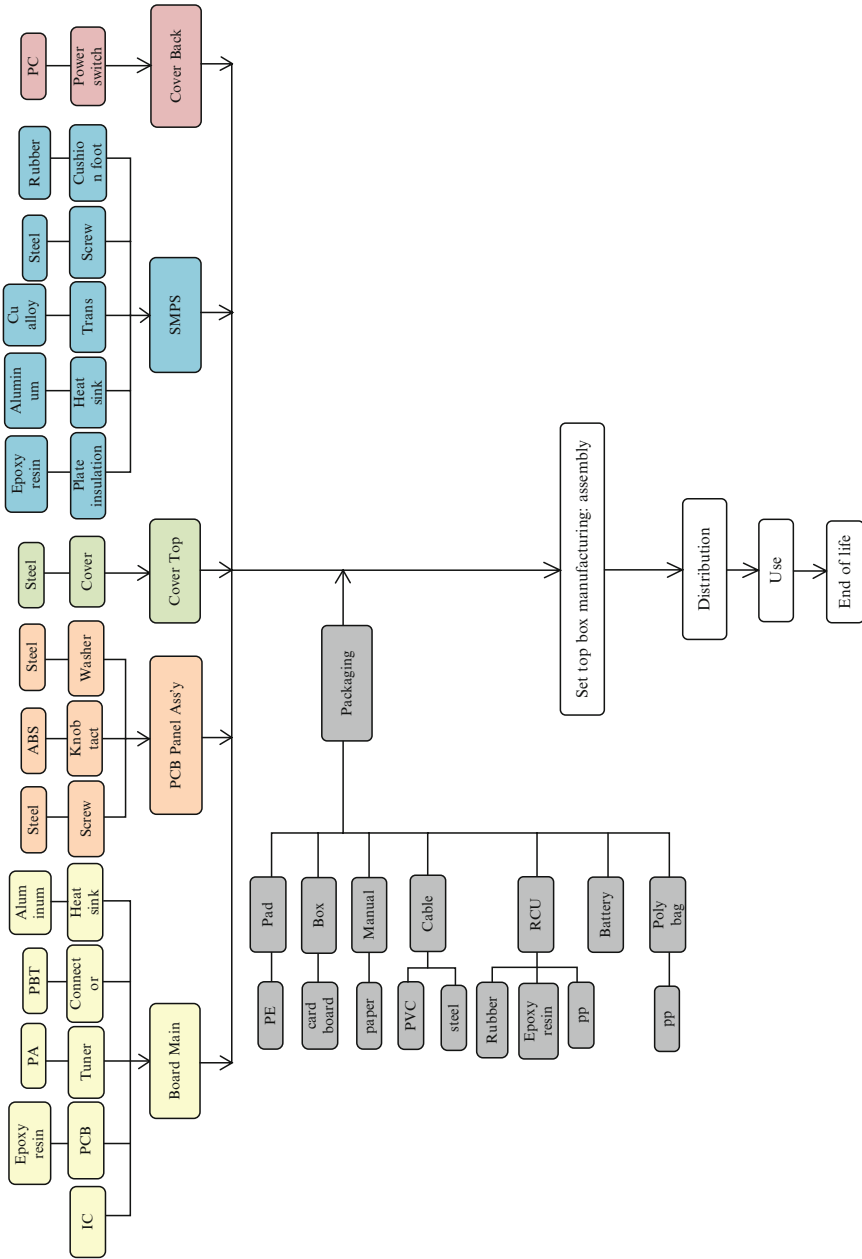 Epoxy
resin
PA
PBT
Alum
inum
Steel
ABS
Steel
Steel
Epoxy
resin
Alumin
um
Cu
alloy
Steel
Rubber
PC
IC
PCB
Tuner
Connect
or
Heat
sink
Screw
Knob
tact
Washer
Cover
Plate
insulation
Heat
sink
Trans
Screw
Cushio
n foot
Power
switch
Board Main
PCB Panel Ass'y
Cover Top
SMPS
Cover Back
PE
Pad
card
board
Box
paper
Manual
PVC
steel
Cable
Rubber
Epoxy
resin
pp
RCU
Battery
pp
Poly
bag
Packaging
Set top box manufacturing: assembly
Distribution
Use
End of life